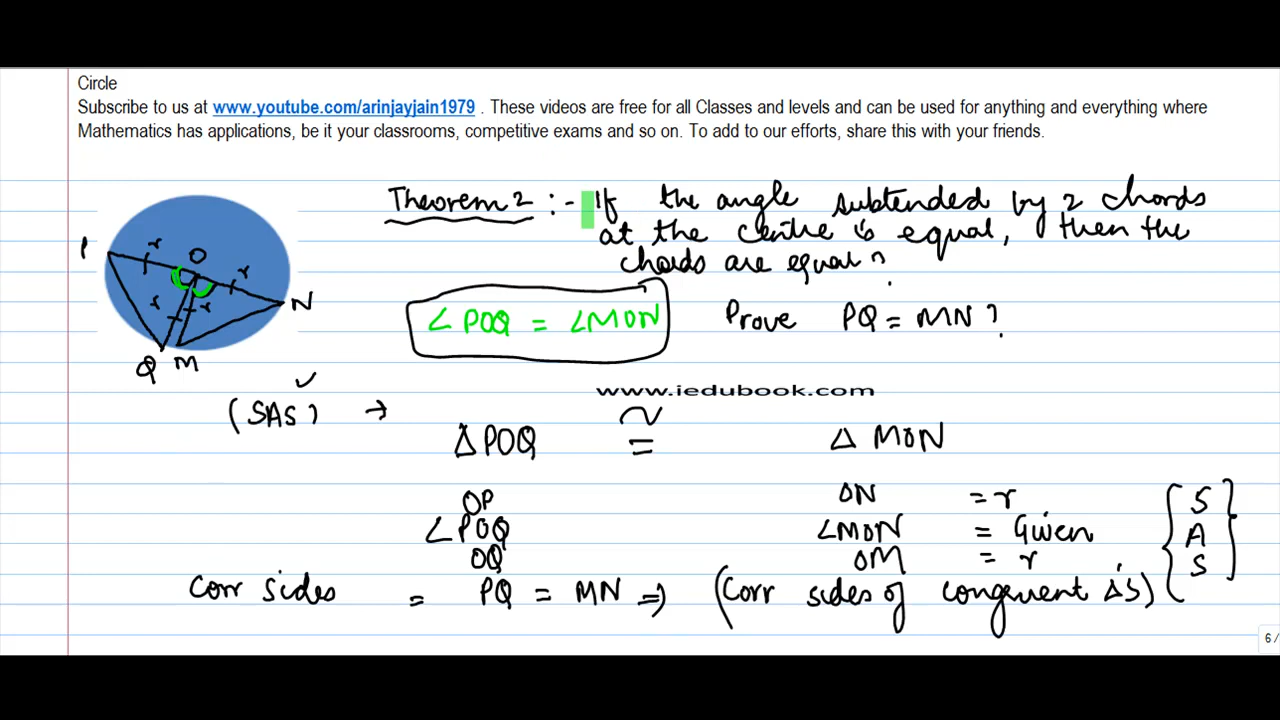 Circle
Subscribe to us at www.youtube.com/arinjayjain1979 . These videos are free for all Classes and levels and can be used for anything and everything where
Mathematics has applications, be it your classrooms, competitive exams and so on. To add to our efforts, share this with your friends.
Theorem 2 :- If the angle subtended by 2 chords
at the centre is equal, then the
chords are equal?
P r O r
r r N
Q M
∠POQ = ∠MON Prove PQ = MN?
www.iedubook.com
(SAS) →
ΔPOQ ≅ Δ MON
OP ON = r S
∠POQ ∠MON = Given A
OQ OM = r S
Corr sides = PQ = MN ⇒ (Corr sides of congruent Δs)
6/